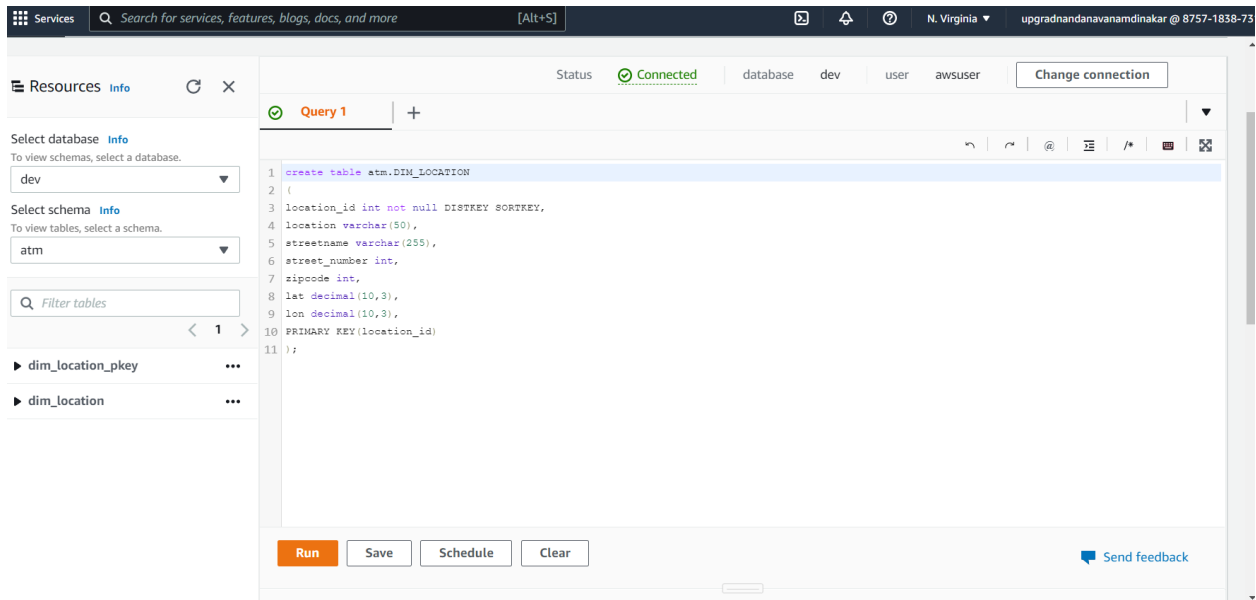 Services
Search for services, features, blogs, docs, and more [Alt+S]
N. Virginia ▼
upgradnandanavanamdinakar @ 8757-1838-73
Resources Info
Status Connected database dev user awsuser Change connection
Query 1 +
Select database Info
To view schemas, select a database.
dev
Select schema Info
To view tables, select a schema.
atm
Filter tables
< 1 >
dim_location_pkey •••
dim_location •••
@ /*
1 create table atm.DIM_LOCATION
2 (
3 location_id int not null DISTKEY SORTKEY,
4 location varchar(50),
5 streetname varchar(255),
6 street_number int,
7 zipcode int,
8 lat decimal(10,3),
9 lon decimal(10,3),
10 PRIMARY KEY(location_id)
11 );
Run Save Schedule Clear
Send feedback